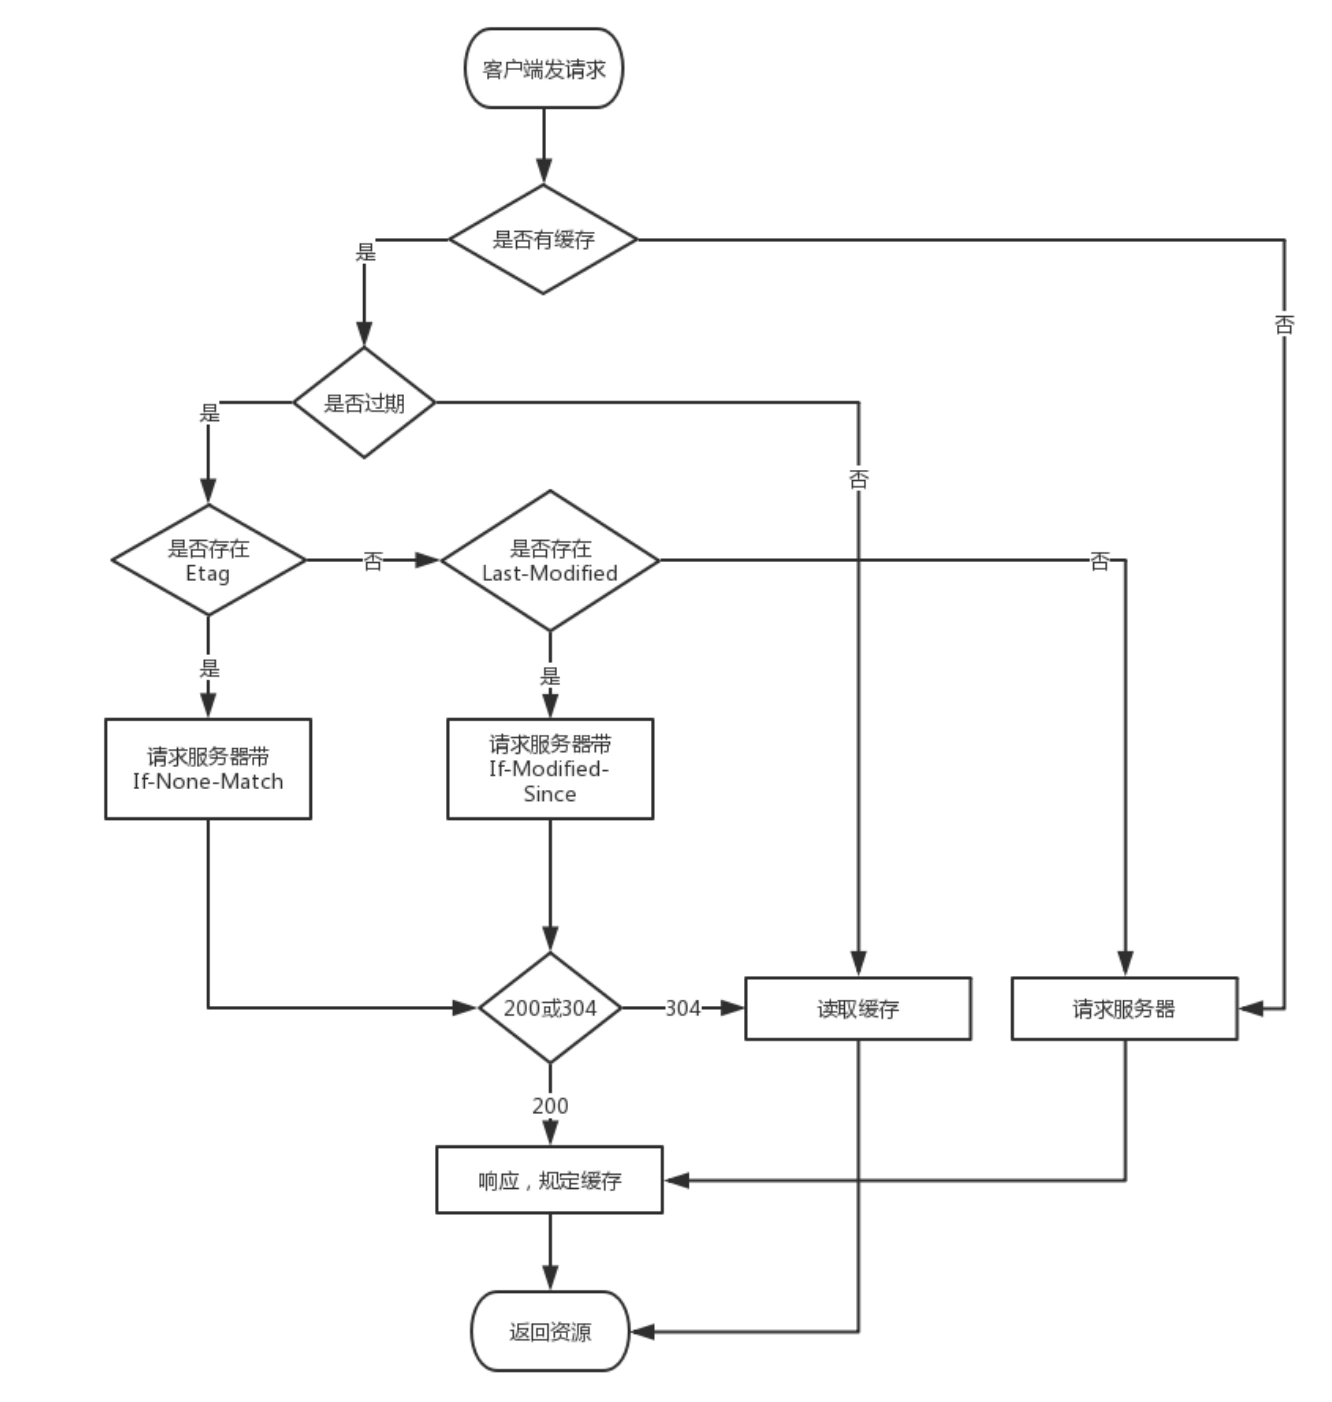 客户端发请求
是否有缓存
是
否
是否过期
是
否
是否存在
Etag
否
是否存在
Last-Modified
否
是
是
请求服务器带
If-None-Match
请求服务器带
If-Modified-
Since
200或304
304
读取缓存
请求服务器
200
响应，规定缓存
返回资源